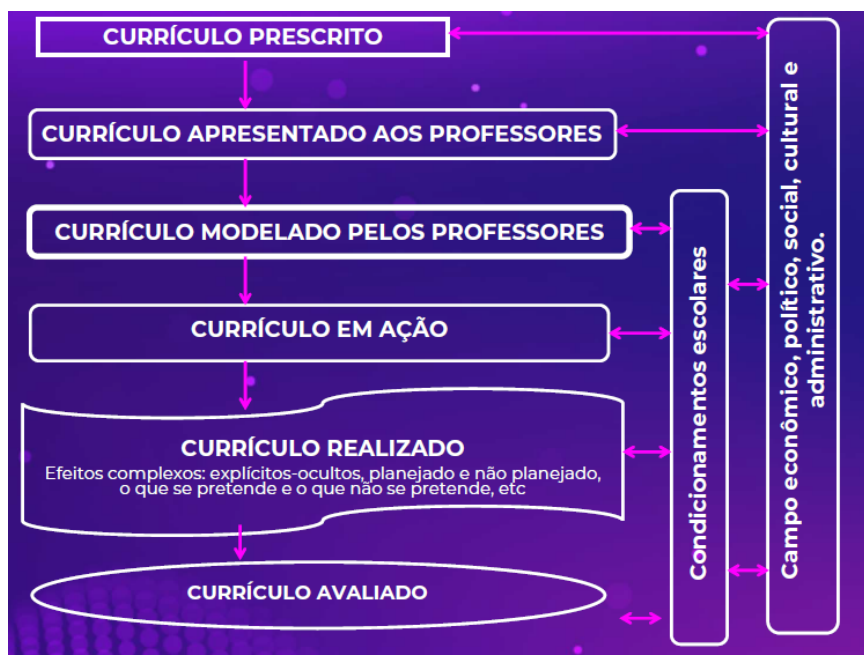 CURRÍCULO PRESCRITO
CURRÍCULO APRESENTADO AOS PROFESSORES
CURRÍCULO MODELADO PELOS PROFESSORES
CURRÍCULO EM AÇÃO
CURRÍCULO REALIZADO
Efeitos complexos: explícitos-ocultos, planejado e não planejado,
o que se pretende e o que não se pretende, etc
CURRÍCULO AVALIADO
Condicionamentos escolares
Campo econômico, político, social, cultural e
administrativo.